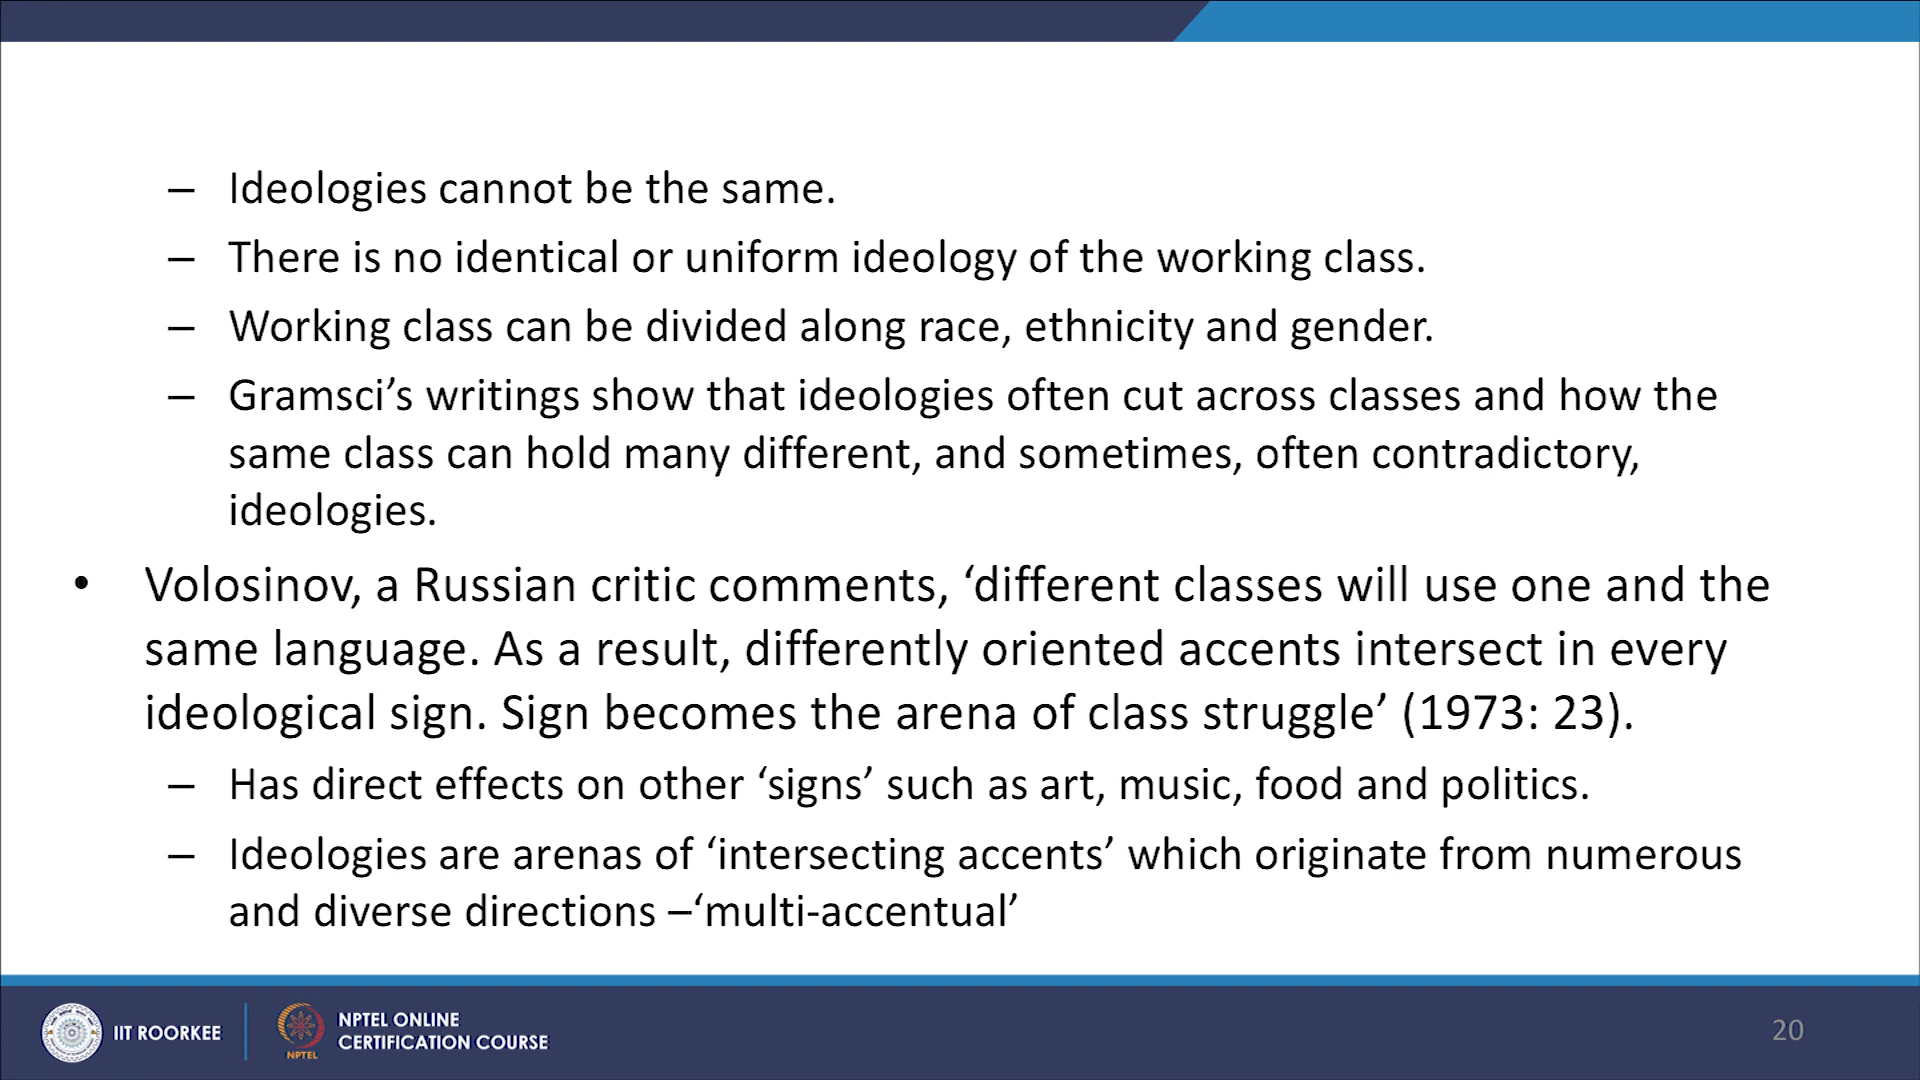 – Ideologies cannot be the same.
– There is no identical or uniform ideology of the working class.
– Working class can be divided along race, ethnicity and gender.
– Gramsci’s writings show that ideologies often cut across classes and how the
same class can hold many different, and sometimes, often contradictory,
ideologies.
• Volosinov, a Russian critic comments, ‘different classes will use one and the
same language. As a result, differently oriented accents intersect in every
ideological sign. Sign becomes the arena of class struggle’ (1973: 23).
– Has direct effects on other ‘signs’ such as art, music, food and politics.
– Ideologies are arenas of ‘intersecting accents’ which originate from numerous
and diverse directions –‘multi-accentual’
IIT ROORKEE
NPTEL
NPTEL ONLINE
CERTIFICATION COURSE
20